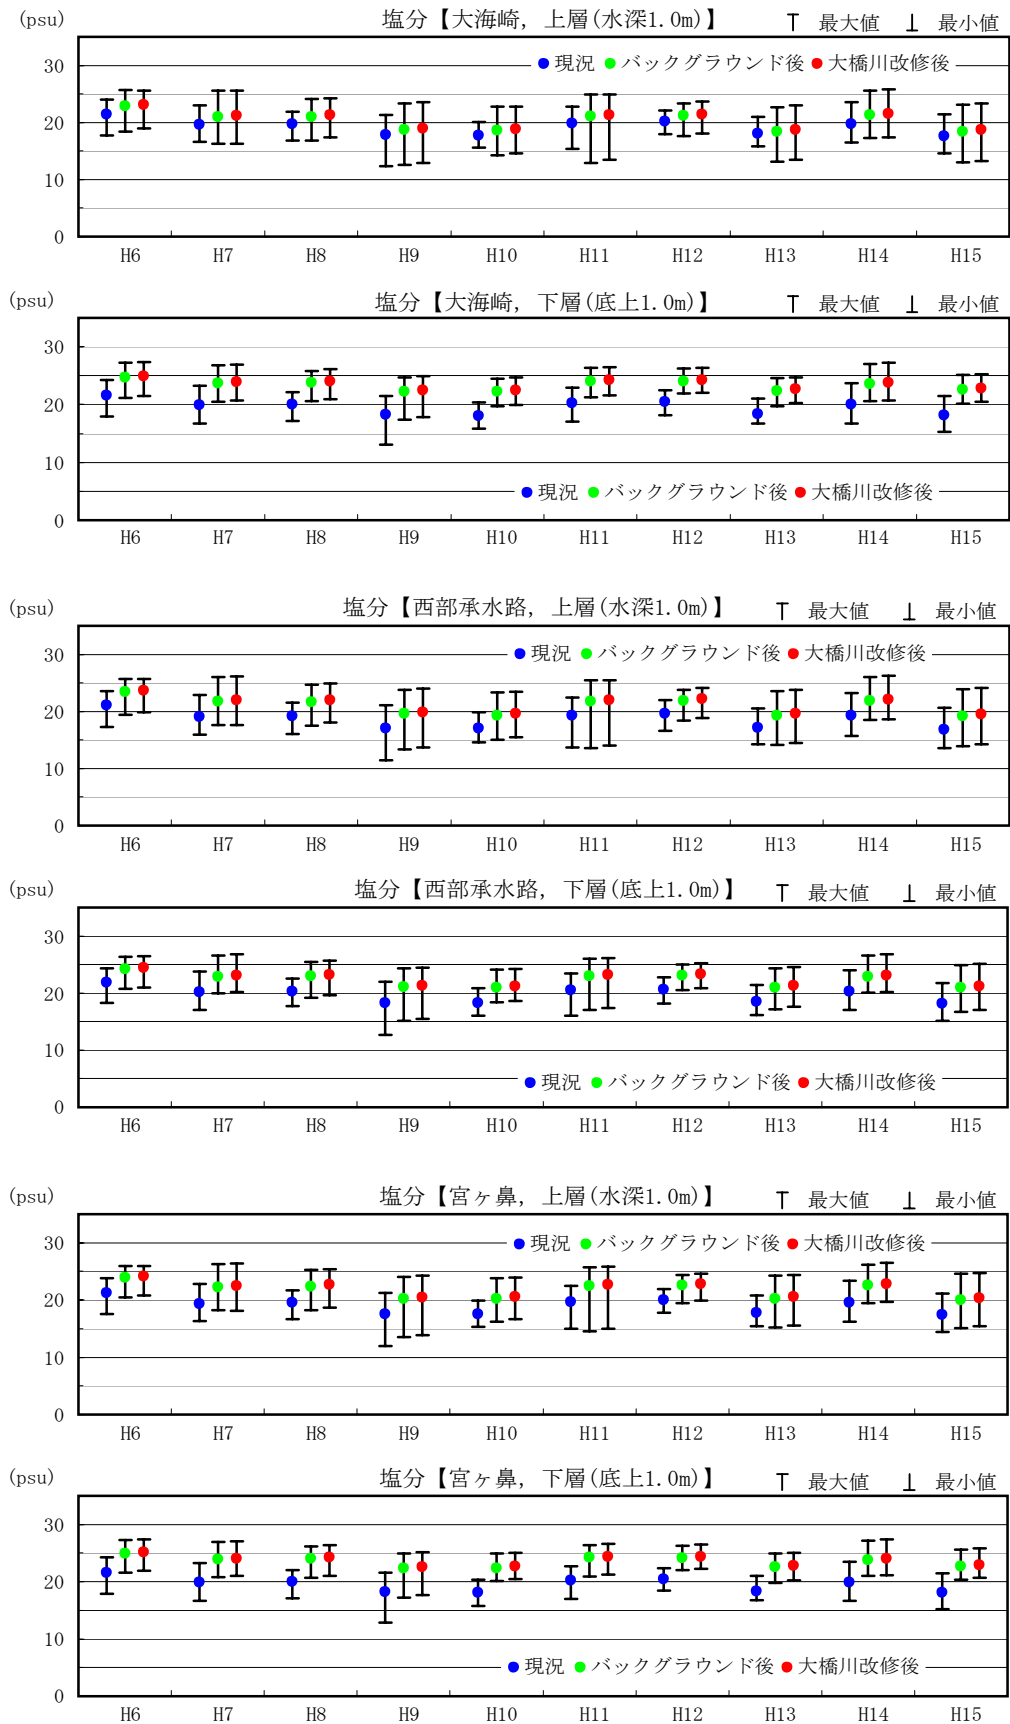 (psu) 塩分【大海崎, 上層(水深1.0m)】 最大値 最小値
30 現況 バックグラウンド後 大橋川改修後
20
10
0
H6 H7 H8 H9 H10 H11 H12 H13 H14 H15
(psu) 塩分【大海崎, 下層(底上1.0m)】 最大値 最小値
30
20
10
現況 バックグラウンド後 大橋川改修後
0
H6 H7 H8 H9 H10 H11 H12 H13 H14 H15
(psu) 塩分【西部承水路, 上層(水深1.0m)】 最大値 最小値
30 現況 バックグラウンド後 大橋川改修後
20
10
0
H6 H7 H8 H9 H10 H11 H12 H13 H14 H15
(psu) 塩分【西部承水路, 下層(底上1.0m)】 最大値 最小値
30
20
10
現況 バックグラウンド後 大橋川改修後
0
H6 H7 H8 H9 H10 H11 H12 H13 H14 H15
(psu) 塩分【宮ヶ鼻, 上層(水深1.0m)】 最大値 最小値
30 現況 バックグラウンド後 大橋川改修後
20
10
0
H6 H7 H8 H9 H10 H11 H12 H13 H14 H15
(psu) 塩分【宮ヶ鼻, 下層(底上1.0m)】 最大値 最小値
30
20
10
現況 バックグラウンド後 大橋川改修後
0
H6 H7 H8 H9 H10 H11 H12 H13 H14 H15